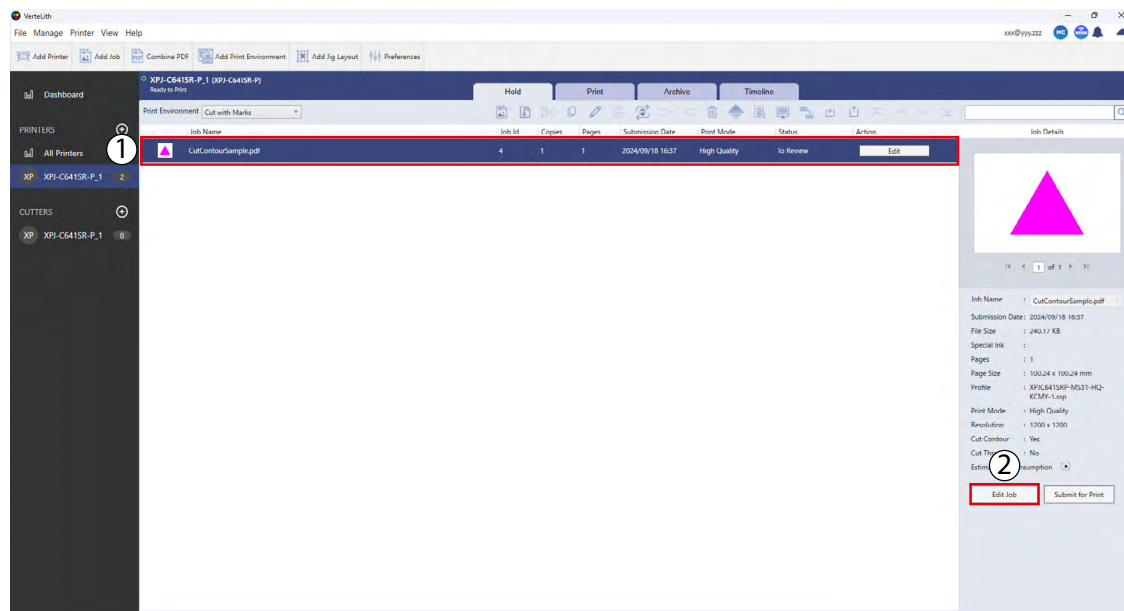 VerteLith
File Manage Printer View Help
xxx@yyy.zzz MC
Add Printer Add Job Combine PDF Add Print Environment Add Jig Layout Preferences
Dashboard
PRINTERS
All Printers
XP XPJ-C641SR-P_1 2
CUTTERS
XP XPJ-C641SR-P_1 0
XPJ-C641SR-P_1 (XPJ-C641SR-P)
Ready to Print
Hold Print Archive Timeline
Print Environment Cut with Marks
Job Name Job Id Copies Pages Submission Date Print Mode Status Action
1
CutContourSample.pdf 4 1 1 2024/09/18 16:37 High Quality To Review Edit
Job Details
1 of 1
Job Name : CutContourSample.pdf
Submission Date : 2024/09/18 16:37
File Size : 240.17 KB
Special Ink :
Pages : 1
Page Size : 100.24 x 100.24 mm
Profile : XPJC641SRP-MS31-HQ-
KCMY-1.ssp
Print Mode : High Quality
Resolution : 1200 x 1200
Cut Contour : Yes
Cut : No
2
Edit Job Submit for Print